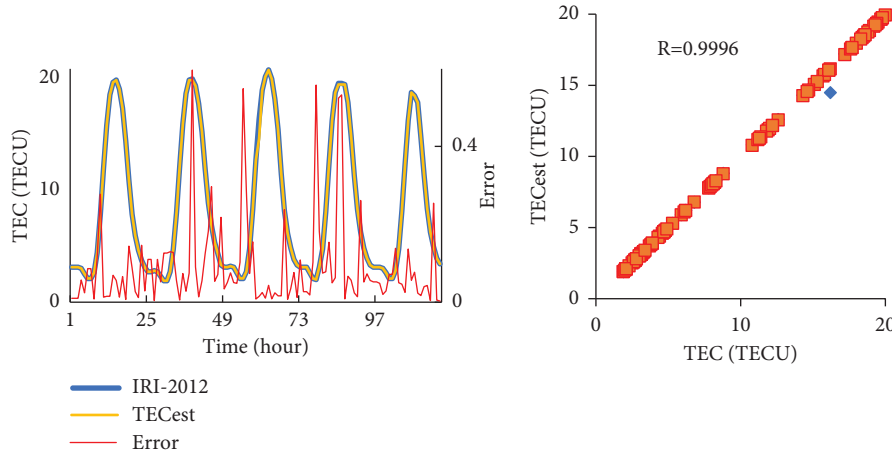 20
10
0
TEC (TECU)
0.4
0
Error
1 25 49 73 97
Time (hour)
IRI-2012
TECest
Error
R=0.9996
20
15
10
5
0
TECest (TECU)
0 10 20
TEC (TECU)